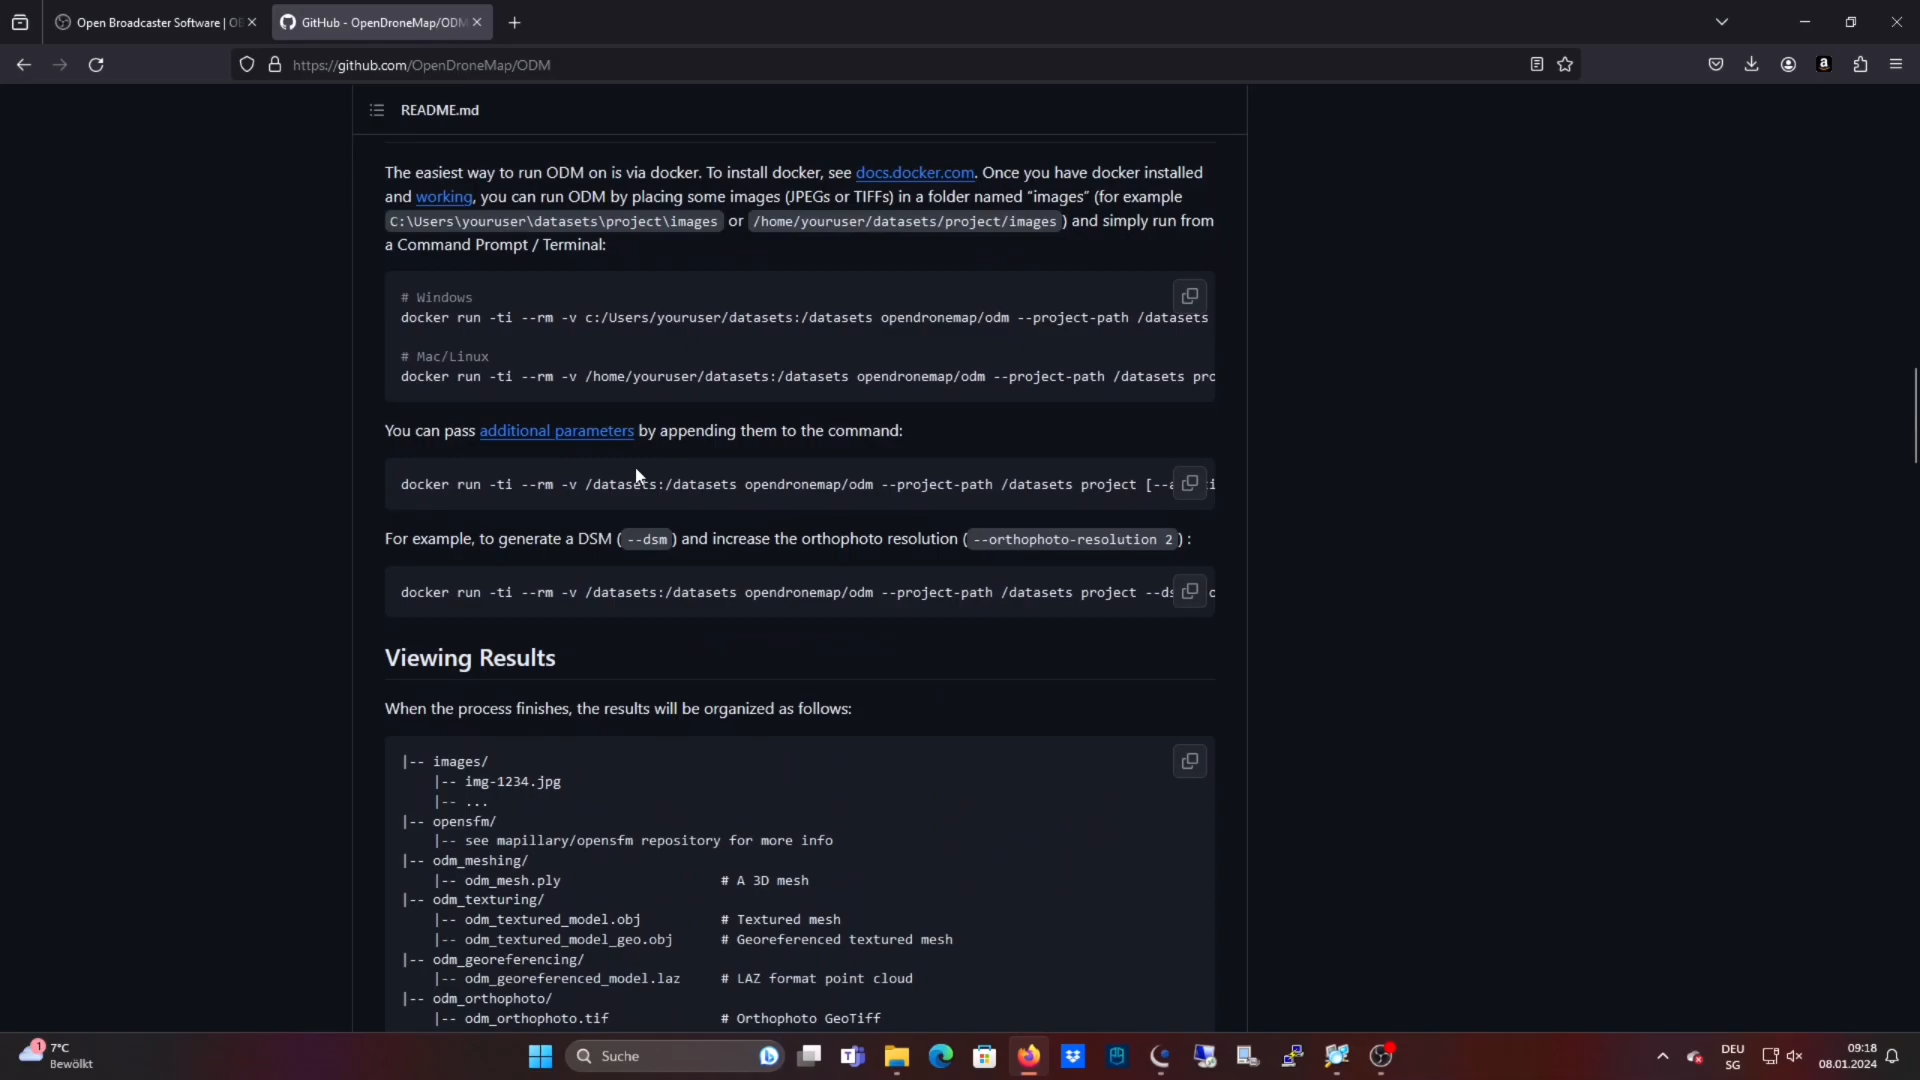 Open Broadcaster Software | OB
GitHub - OpenDroneMap/ODM
https://github.com/OpenDroneMap/ODM
README.md
The easiest way to run ODM on is via docker. To install docker, see docs.docker.com. Once you have docker installed
and working, you can run ODM by placing some images (JPEGs or TIFFs) in a folder named “images” (for example
C:\Users\youruser\datasets\project\images or /home/youruser/datasets/project/images) and simply run from
a Command Prompt / Terminal:
# Windows
docker run -ti --rm -v c:/Users/youruser/datasets:/datasets opendronemap/odm --project-path /datasets
# Mac/Linux
docker run -ti --rm -v /home/youruser/datasets:/datasets opendronemap/odm --project-path /datasets pro
You can pass additional parameters by appending them to the command:
docker run -ti --rm -v /datasets:/datasets opendronemap/odm --project-path /datasets project [--a
For example, to generate a DSM (--dsm) and increase the orthophoto resolution (--orthophoto-resolution 2) :
docker run -ti --rm -v /datasets:/datasets opendronemap/odm --project-path /datasets project --ds
Viewing Results
When the process finishes, the results will be organized as follows:
|-- images/
|-- img-1234.jpg
|-- ...
|-- opensfm/
|-- see mapillary/opensfm repository for more info
|-- odm_meshing/
|-- odm_mesh.ply # A 3D mesh
|-- odm_texturing/
|-- odm_textured_model.obj # Textured mesh
|-- odm_textured_model_geo.obj # Georeferenced textured mesh
|-- odm_georeferencing/
|-- odm_georeferenced_model.laz # LAZ format point cloud
|-- odm_orthophoto/
|-- odm_orthophoto.tif # Orthophoto GeoTiff
1
7°C
Bewölkt
Suche
DEU
SG
09:18
08.01.2024